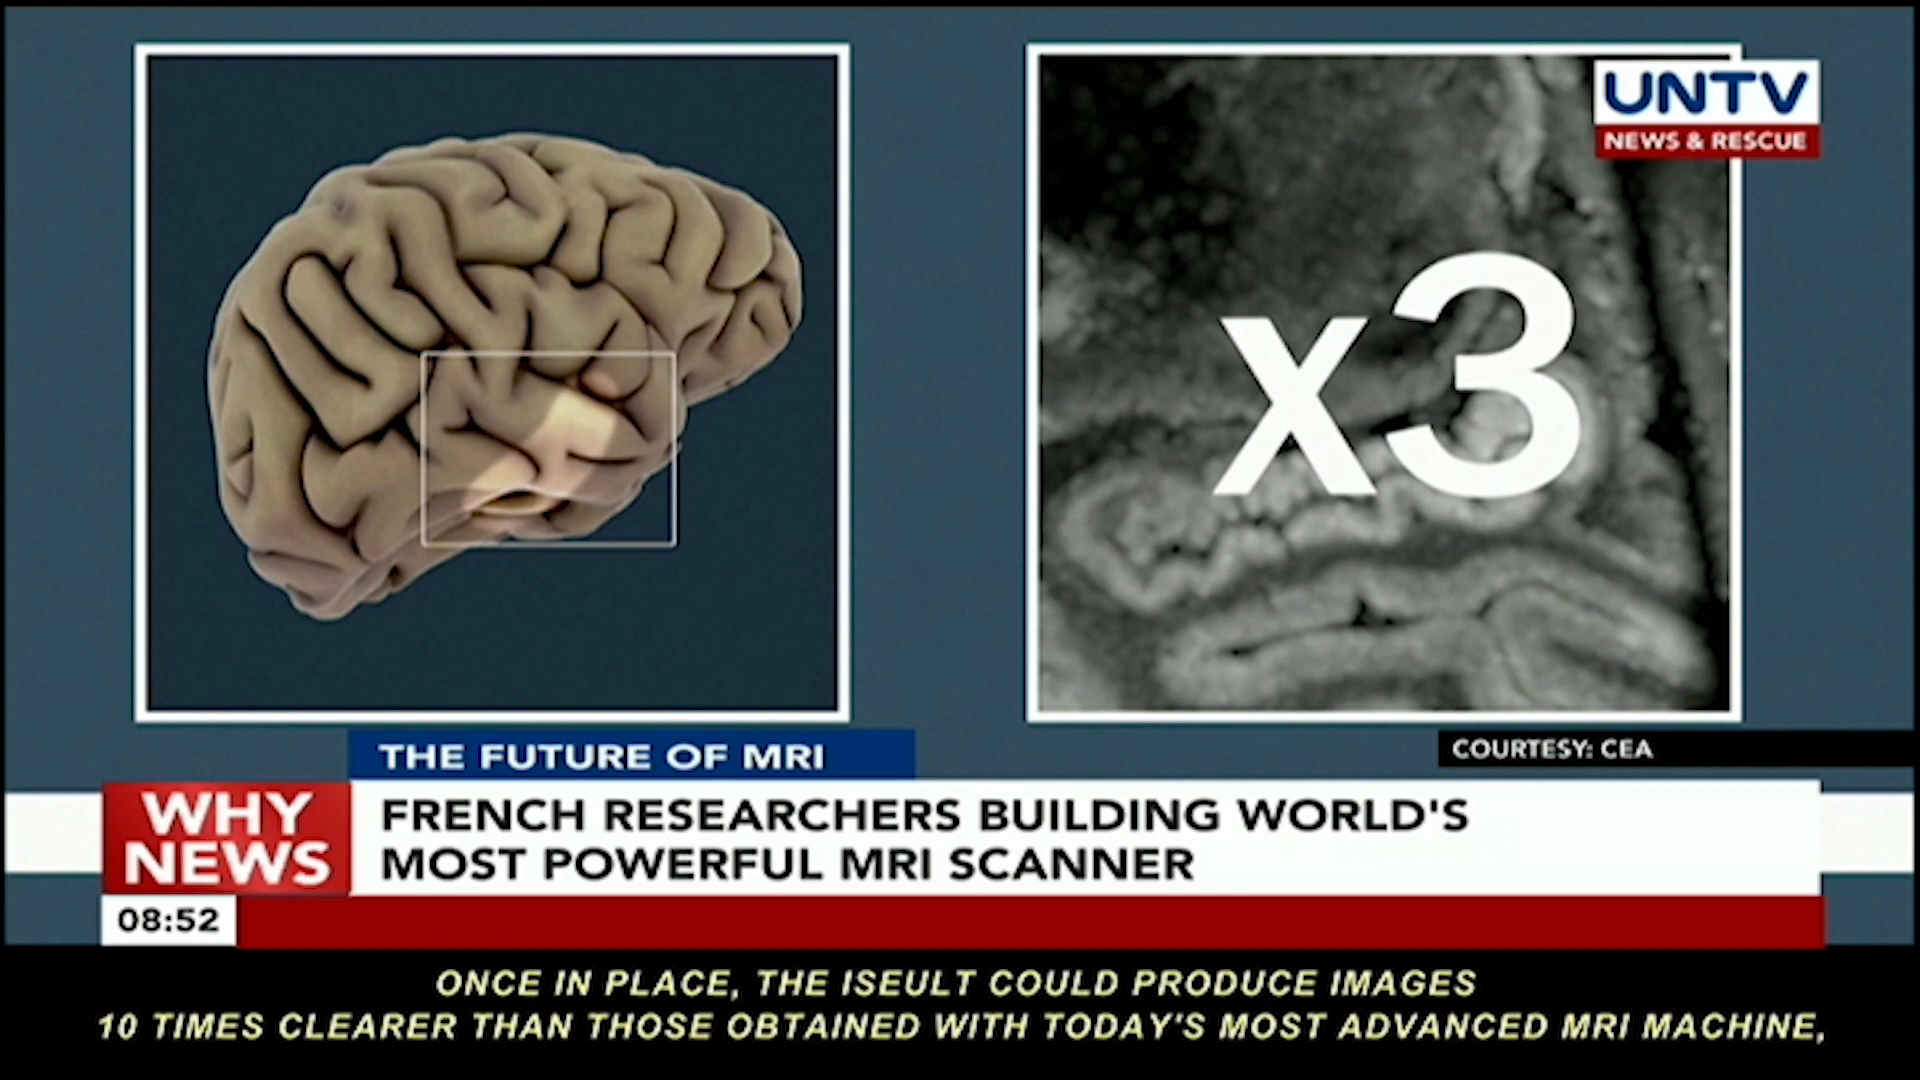 UNTV
NEWS & RESCUE
x3
THE FUTURE OF MRI
COURTESY: CEA
WHY
NEWS
FRENCH RESEARCHERS BUILDING WORLD'S
MOST POWERFUL MRI SCANNER
08:52
ONCE IN PLACE, THE ISEULT COULD PRODUCE IMAGES
10 TIMES CLEARER THAN THOSE OBTAINED WITH TODAY'S MOST ADVANCED MRI MACHINE,